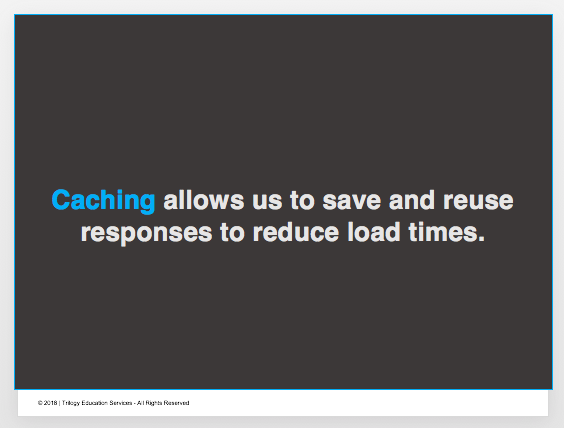 Caching allows us to save and reuse
responses to reduce load times.
© 2018 | Trilogy Education Services - All Rights Reserved